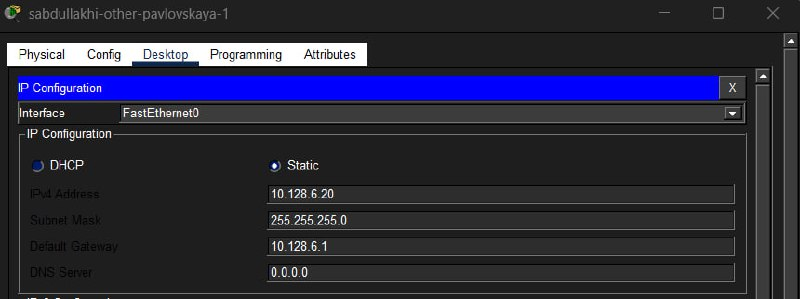 sabdullakhi-other-pavlovskaya-1
Physical Config Desktop Programming Attributes
IP Configuration X
Interface FastEthernet0
IP Configuration
DHCP Static
IPv4 Address 10.128.6.20
Subnet Mask 255.255.255.0
Default Gateway 10.128.6.1
DNS Server 0.0.0.0